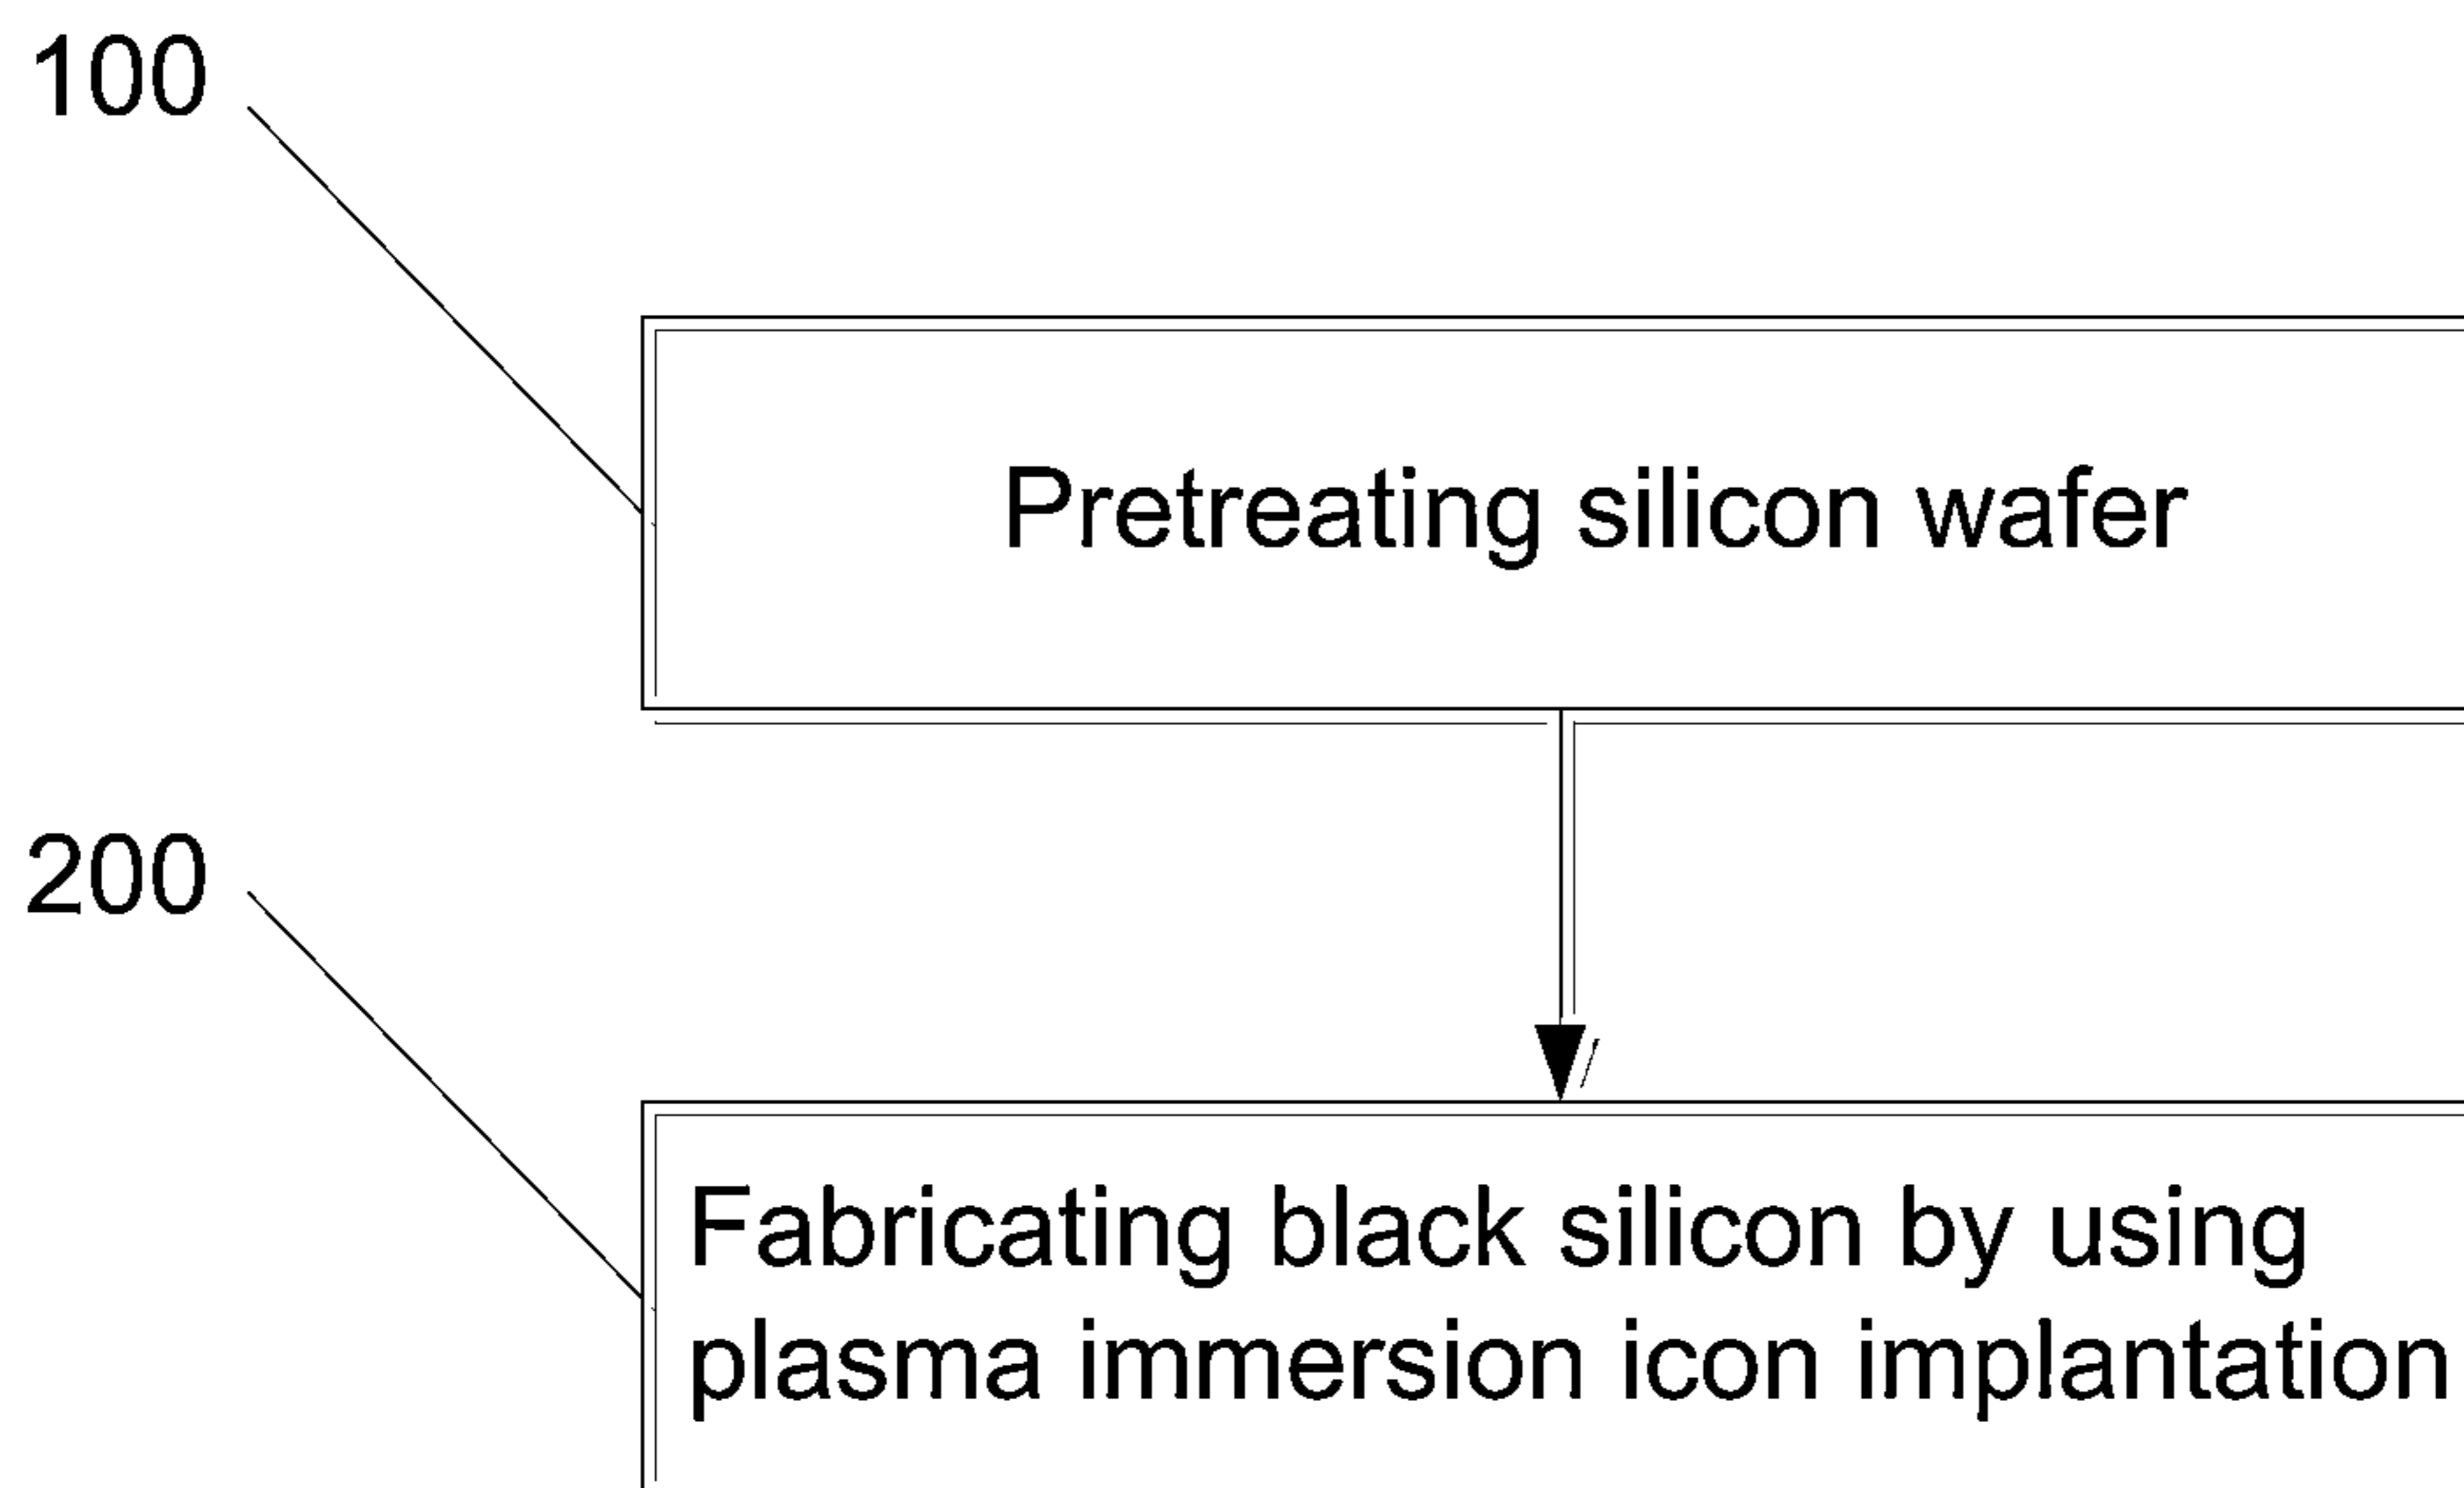 100
Pretreating silicon wafer
200
Fabricating black silicon by using
plasma immersion icon implantation